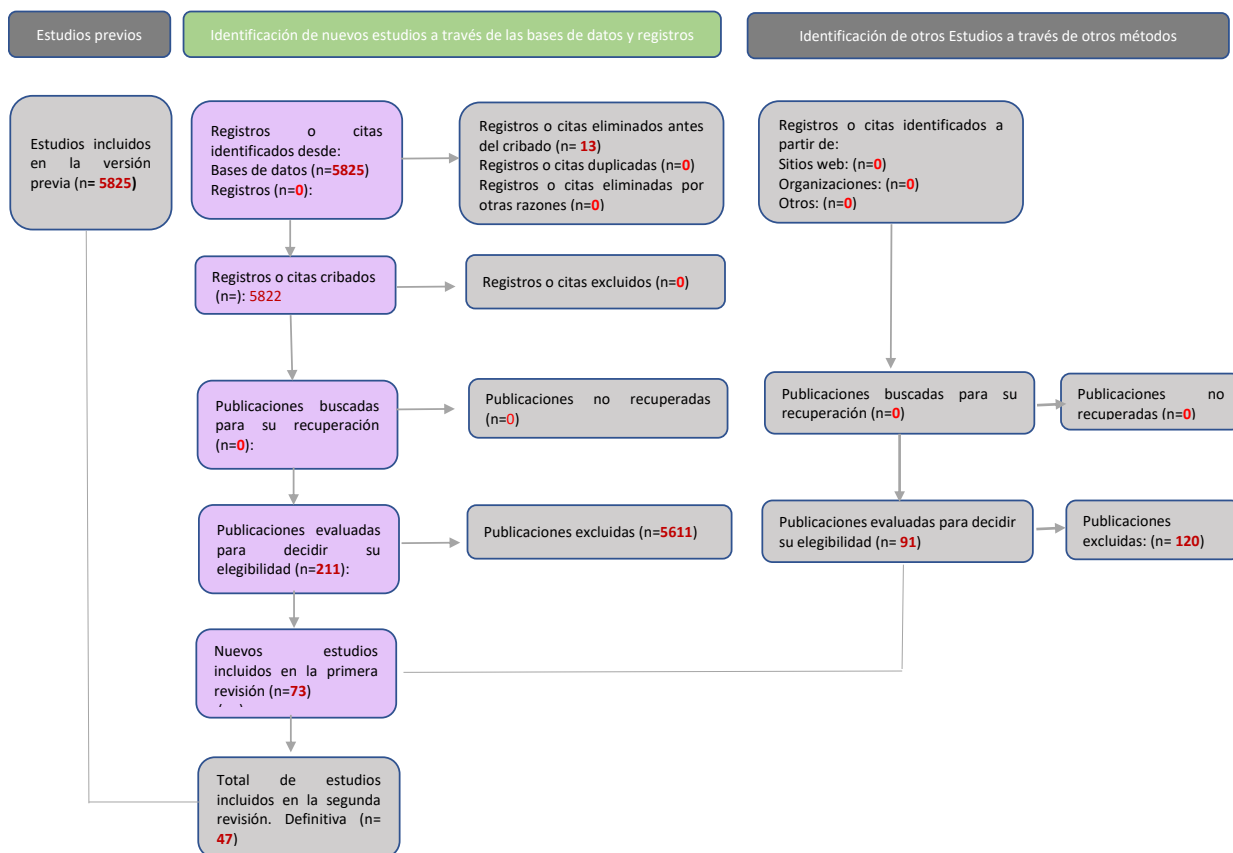 Estudios previos
Identificación de nuevos estudios a través de las bases de datos y registros
Identificación de otros Estudios a través de otros métodos
Estudios incluidos
en la versión
previa (n= 5825)
Registros o citas
identificados desde:
Bases de datos (n=5825)
Registros (n=0):
Registros o citas eliminados antes
del cribado (n= 13)
Registros o citas duplicadas (n=0)
Registros o citas eliminadas por
otras razones (n=0)
Registros o citas identificados a
partir de:
Sitios web: (n=0)
Organizaciones: (n=0)
Otros: (n=0)
Registros o citas cribados
(n=): 5822
Registros o citas excluidos (n=0)
Publicaciones buscadas
para su recuperación
(n=0):
Publicaciones no recuperadas
(n=0)
Publicaciones buscadas para su
recuperación (n=0)
Publicaciones no
recuperadas (n=0)
Publicaciones evaluadas
para decidir su
elegibilidad (n=211):
Publicaciones excluidas (n=5611)
Publicaciones evaluadas para decidir
su elegibilidad (n= 91)
Publicaciones
excluidas: (n= 120)
Nuevos estudios
incluidos en la primera
revisión (n=73)
Total de estudios
incluidos en la segunda
revisión. Definitiva (n=
47)